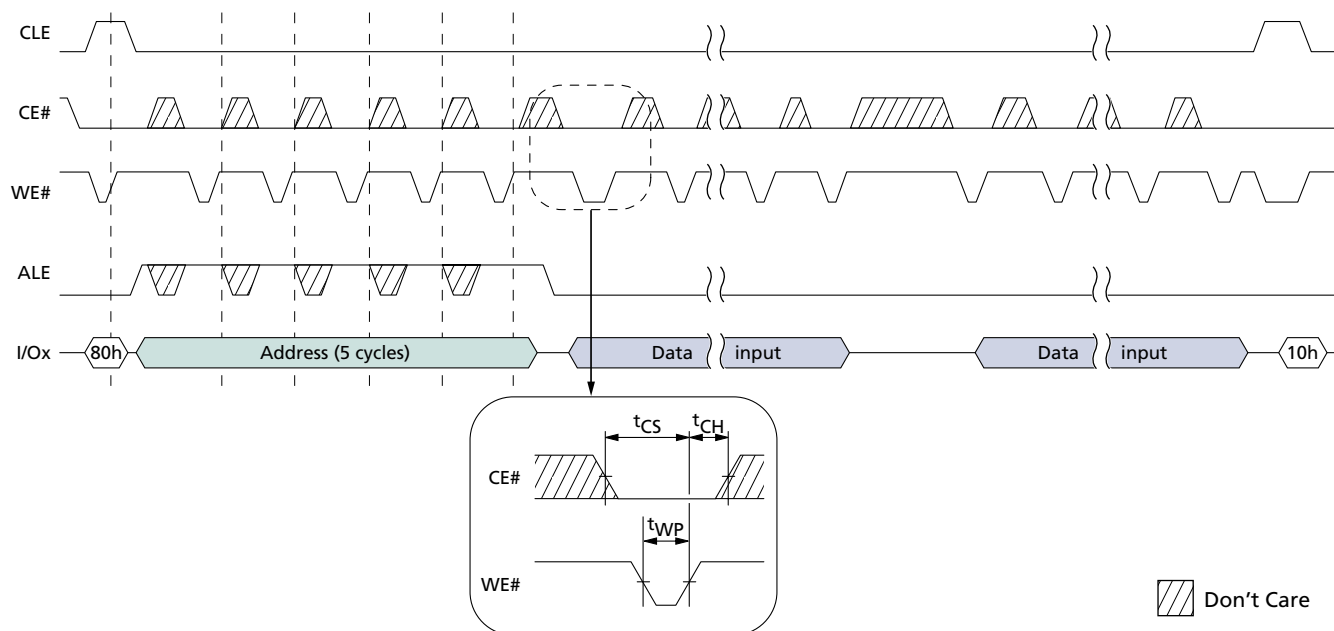 CLE
CE#
WE#
ALE
I/Ox 80h Address (5 cycles) Data input Data input 10h
tCS tCH
CE#
tWP
WE#
Don't Care